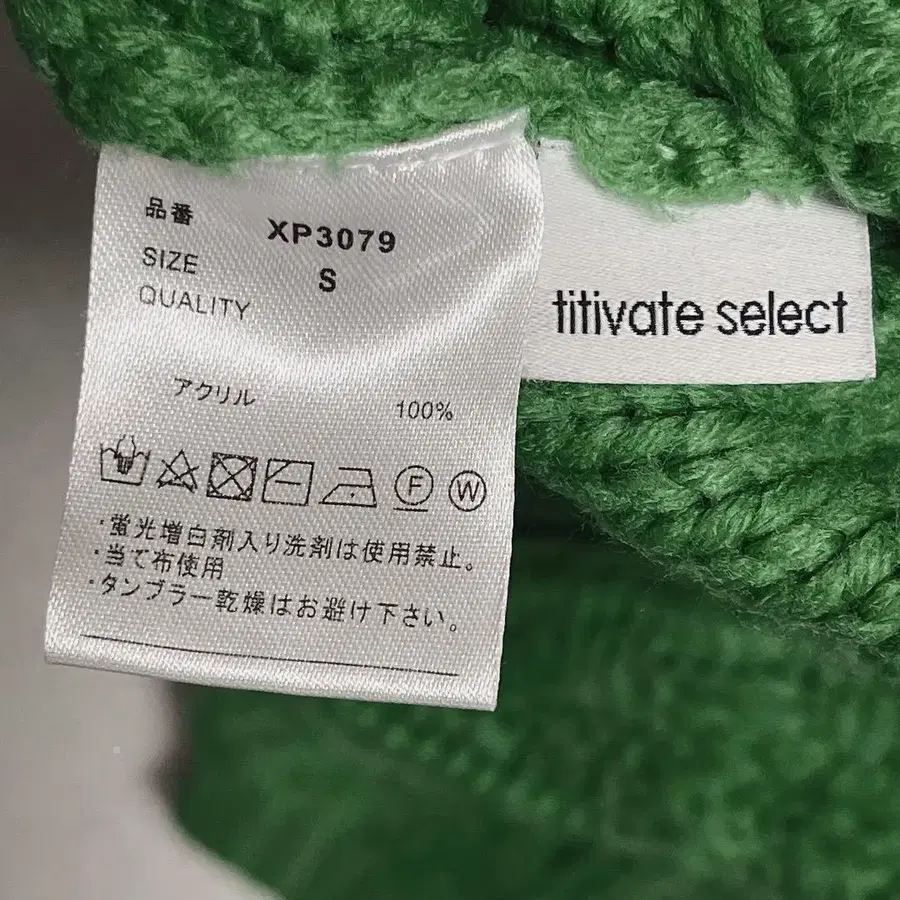 品番 XP3079
SIZE S
QUALITY
アクリル 100%
F W
・蛍光増白剤入り洗剤は使用禁止。
・当て布使用
・タンブラー乾燥はお避け下さい。
titivate select